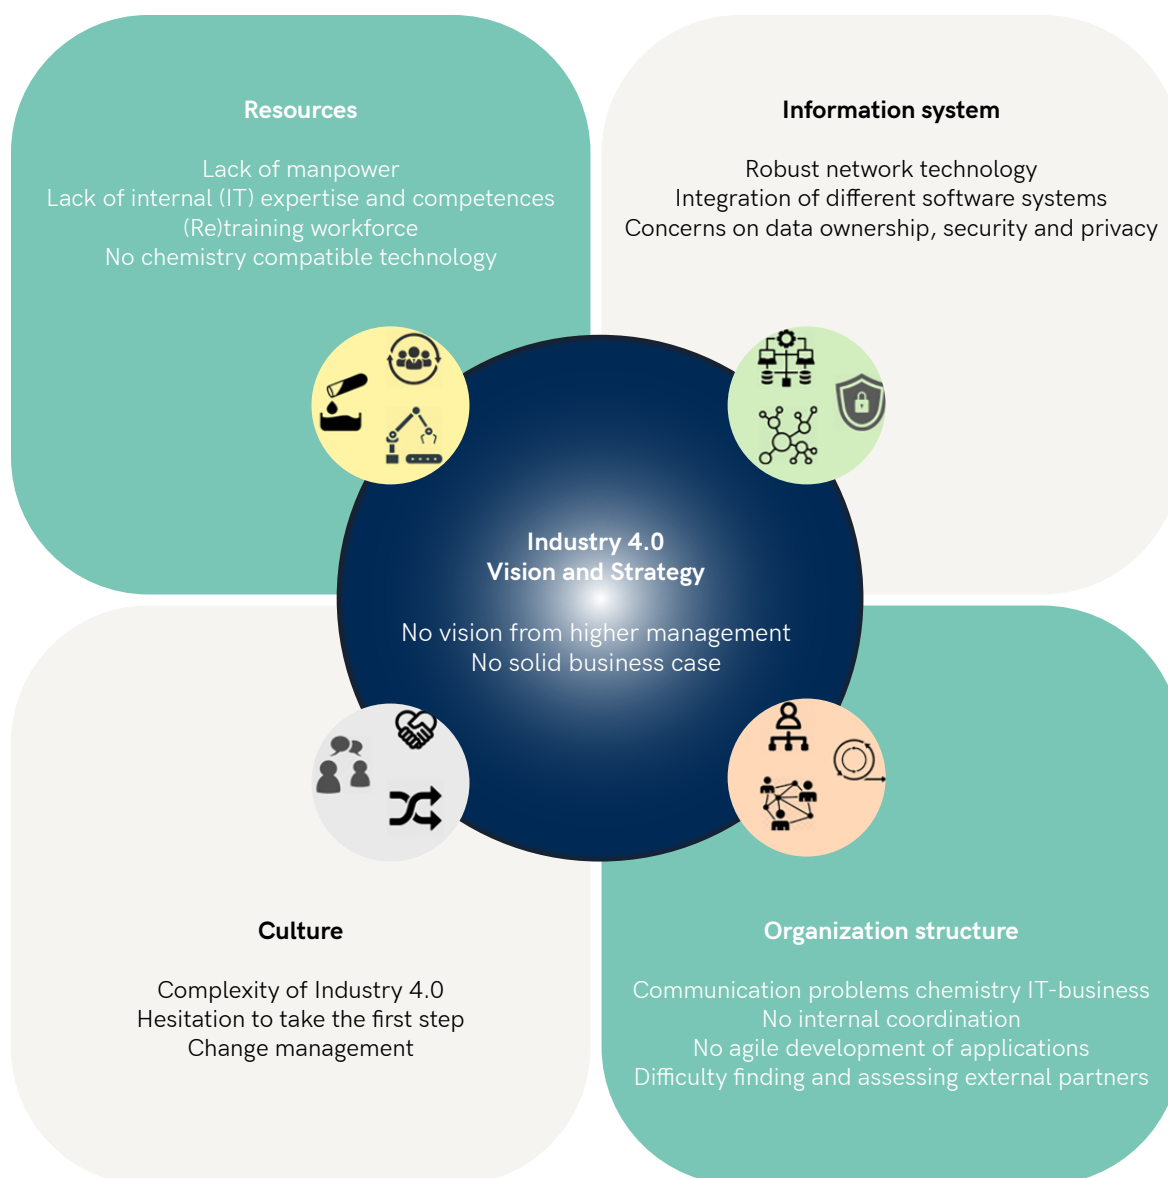 Resources
Lack of manpower
Lack of internal (IT) expertise and competences
(Re)training workforce
No chemistry compatible technology
Information system
Robust network technology
Integration of different software systems
Concerns on data ownership, security and privacy
Industry 4.0
Vision and Strategy
No vision from higher management
No solid business case
Culture
Complexity of Industry 4.0
Hesitation to take the first step
Change management
Organization structure
Communication problems chemistry IT-business
No internal coordination
No agile development of applications
Difficulty finding and assessing external partners